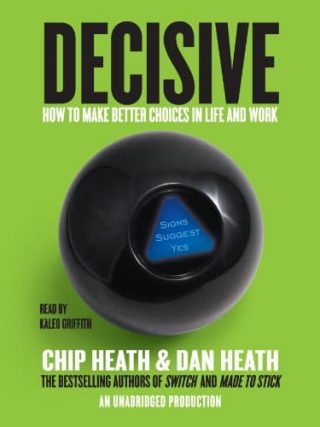 DECISIVE
HOW TO MAKE BETTER CHOICES IN LIFE AND WORK
SIGNS
SUGGEST
YES
READ BY
KALEO GRIFFITH
CHIP HEATH & DAN HEATH
THE BESTSELLING AUTHORS OF SWITCH AND MADE TO STICK
AN UNABRIDGED PRODUCTION